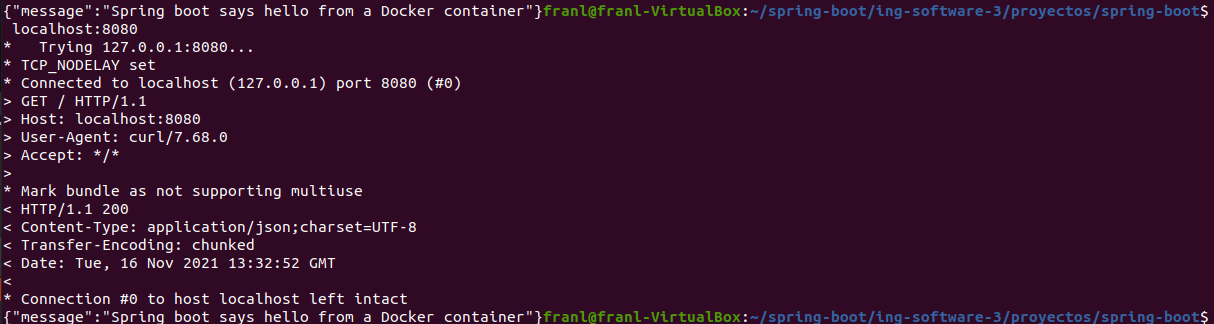 {"message":"Spring boot says hello from a Docker container"}franl@franl-VirtualBox:~/spring-boot/ing-software-3/proyectos/spring-boot$
 localhost:8080
*   Trying 127.0.0.1:8080...
* TCP_NODELAY set
* Connected to localhost (127.0.0.1) port 8080 (#0)
> GET / HTTP/1.1
> Host: localhost:8080
> User-Agent: curl/7.68.0
> Accept: */*
>
* Mark bundle as not supporting multiuse
< HTTP/1.1 200
< Content-Type: application/json;charset=UTF-8
< Transfer-Encoding: chunked
< Date: Tue, 16 Nov 2021 13:32:52 GMT
<
* Connection #0 to host localhost left intact
{"message":"Spring boot says hello from a Docker container"}franl@franl-VirtualBox:~/spring-boot/ing-software-3/proyectos/spring-boot$